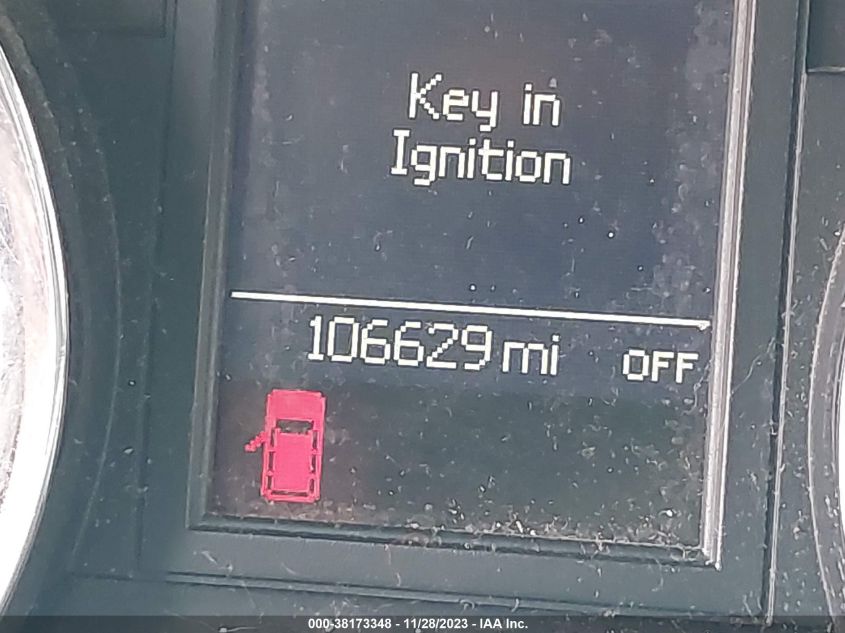 Key in
Ignition
106629 mi OFF
000-38173348 - 11/28/2023 - IAA Inc.